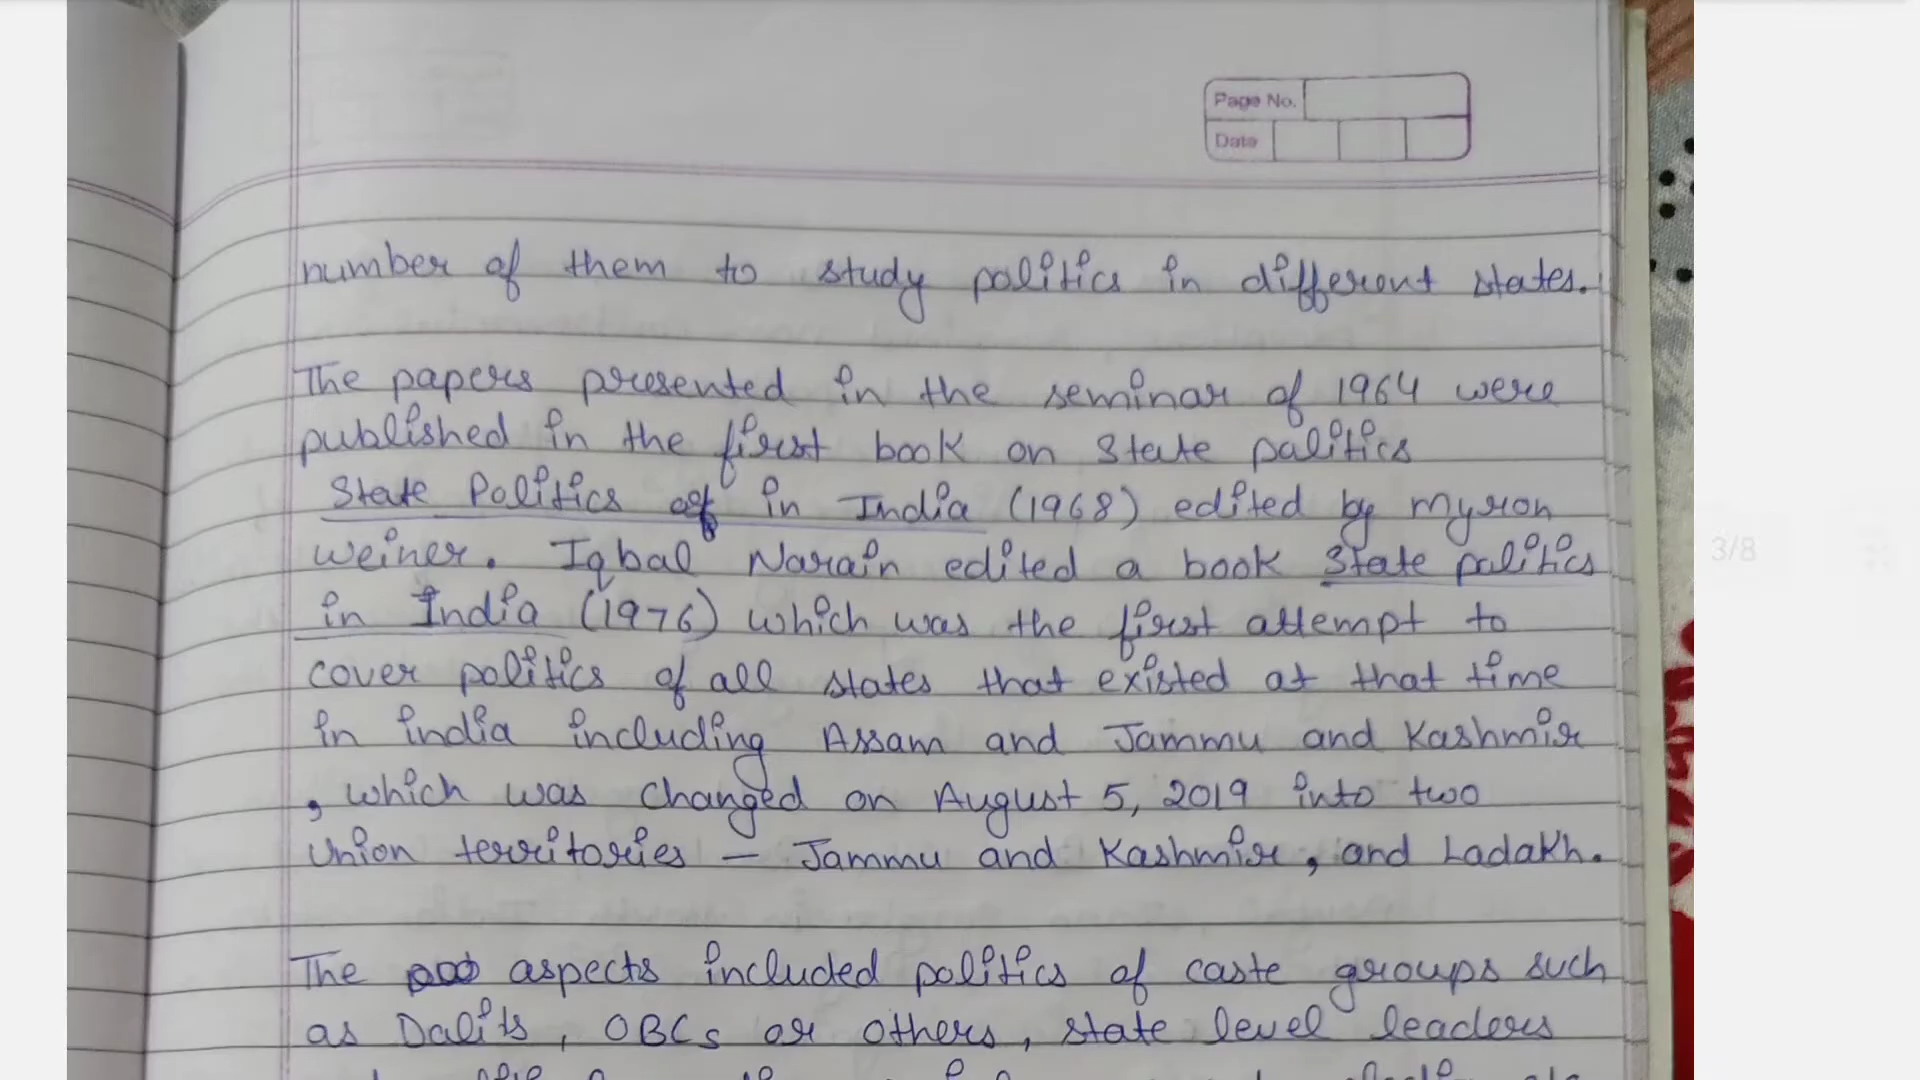 Page No.
Date
number of them to study politics in different states.
The papers presented in the seminar of 1964 were
published in the first book on State palitics
State Politics of in India (1968) edited by myron
weiner. Iqbal Narain edited a book State palitics
in India (1976) which was the first attempt to
cover politics of all states that existed at that time
in india including Assam and Jammu and Kashmir
, which was changed on August 5, 2019 into two
Union territories – Jammu and Kashmir, and Ladakh.
3/8
The aspects included politics of caste groups such
as Dalits, OBCs or others, state level leaders